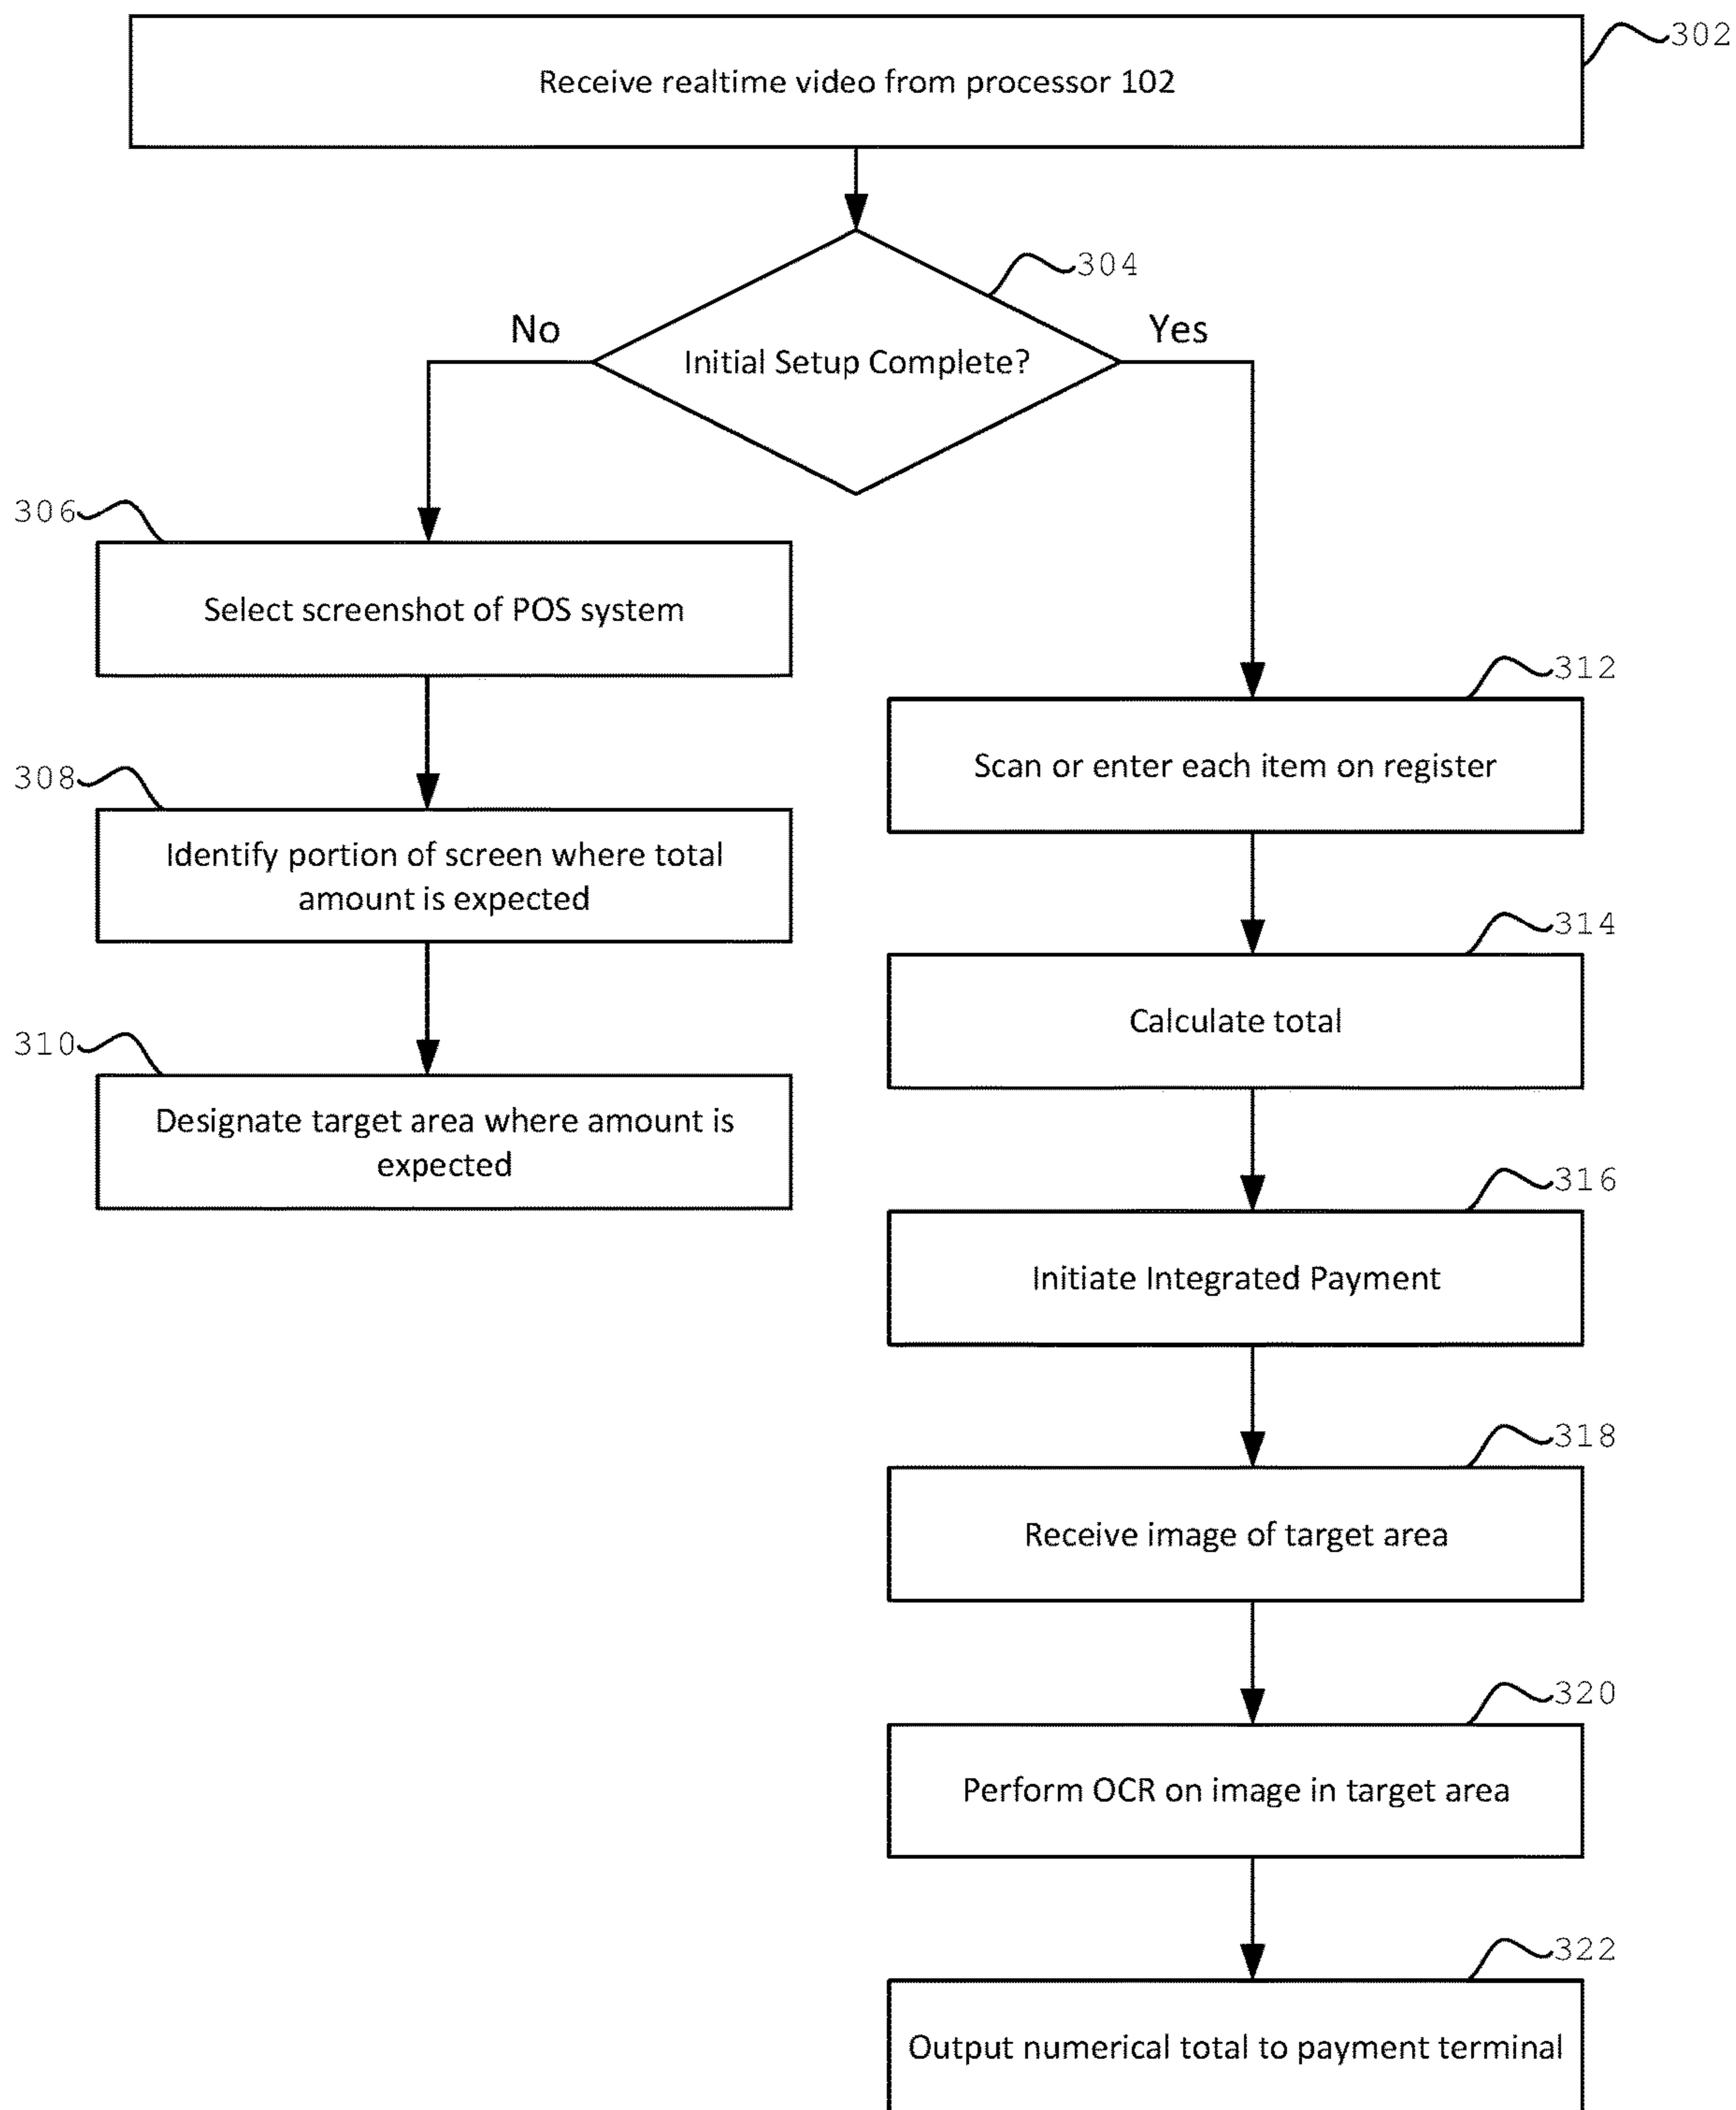 302
Receive realtime video from processor 102
304
No
Yes
Initial Setup Complete?
306
Select screenshot of POS system
312
Scan or enter each item on register
308
Identify portion of screen where total
amount is expected
314
Calculate total
310
Designate target area where amount is
expected
316
Initiate Integrated Payment
318
Receive image of target area
320
Perform OCR on image in target area
322
Output numerical total to payment terminal